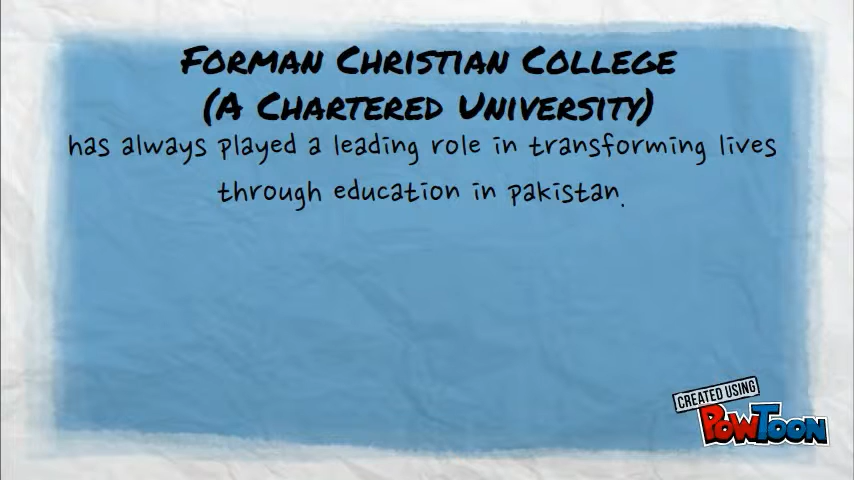 Forman Christian College
(A Chartered University)
has always played a leading role in transforming lives
through education in pakistan.
CREATED USING
POWTOON